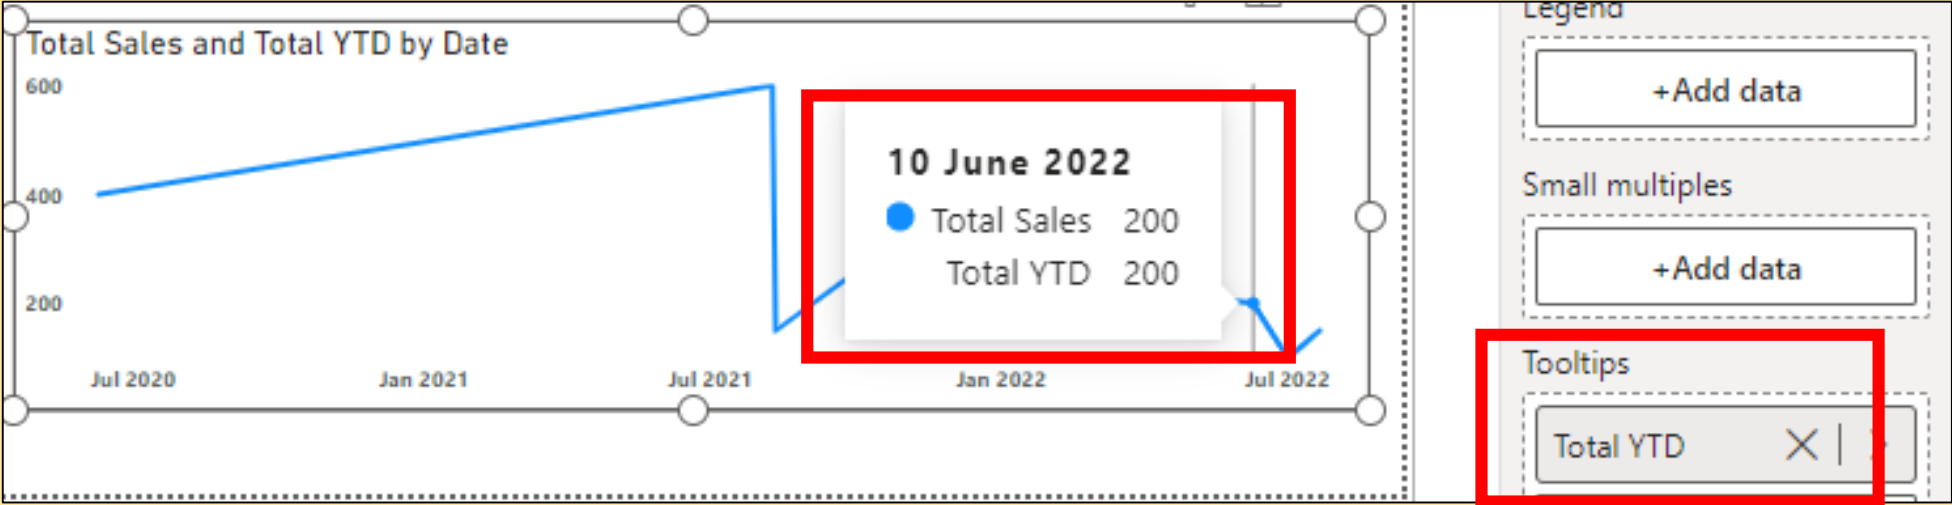 Total Sales and Total YTD by Date
600
400
200
Jul 2020
Jan 2021
Jul 2021
Jan 2022
Jul 2022
10 June 2022
Total Sales 200
Total YTD 200
Legend
+Add data
Small multiples
+Add data
Tooltips
Total YTD